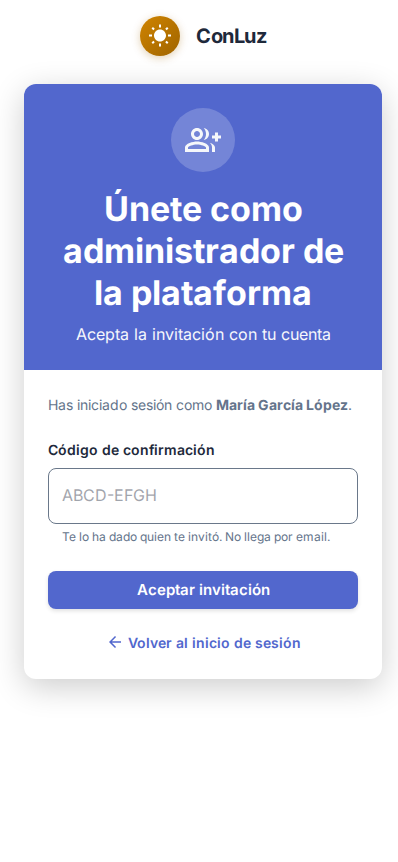 ConLuz
Únete como
administrador de
la plataforma
Acepta la invitación con tu cuenta
Has iniciado sesión como María García López.
Código de confirmación
ABCD-EFGH
Te lo ha dado quien te invitó. No llega por email.
Aceptar invitación
Volver al inicio de sesión